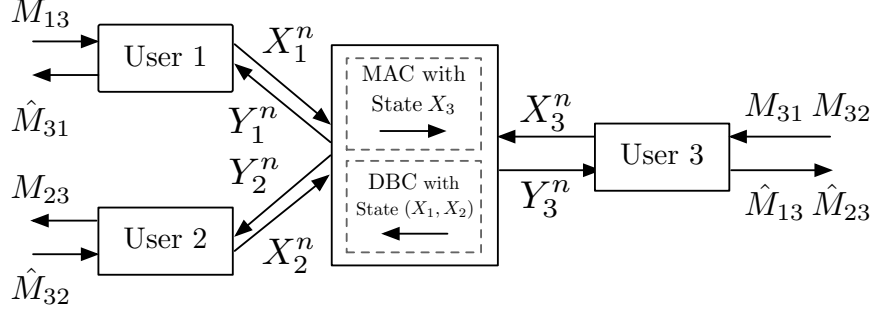 M_{13}
User 1
\hat{M}_{31}
X_1^n
Y_1^n
Y_2^n
X_2^n
M_{23}
User 2
\hat{M}_{32}
MAC with
State X_3
DBC with
State (X_1, X_2)
X_3^n
Y_3^n
User 3
M_{31} M_{32}
\hat{M}_{13} \hat{M}_{23}